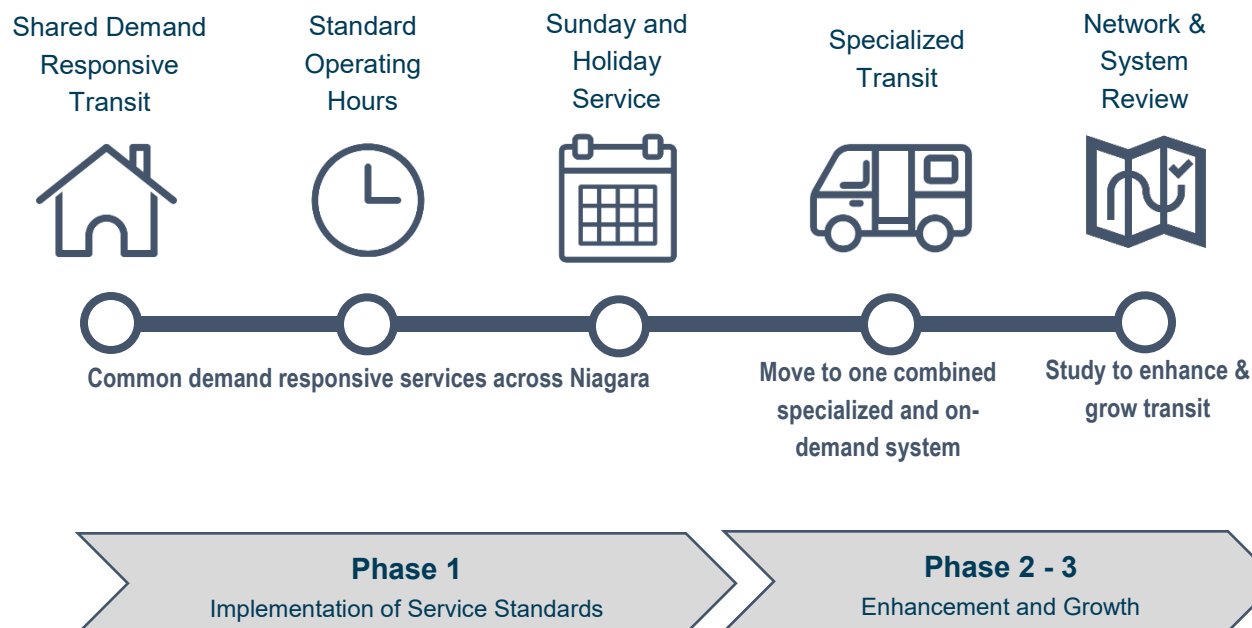 Shared Demand
Responsive
Transit
Standard
Operating
Hours
Sunday and
Holiday
Service
Specialized
Transit
Network &
System
Review
Common demand responsive services across Niagara
Move to one combined
specialized and on-
demand system
Study to enhance &
grow transit
Phase 1
Implementation of Service Standards
Phase 2 - 3
Enhancement and Growth